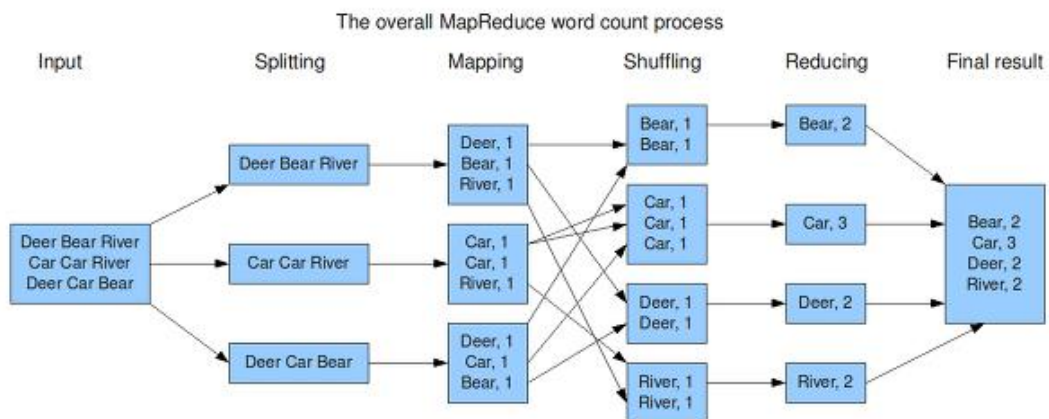 The overall MapReduce word count process
Input
Splitting
Mapping
Shuffling
Reducing
Final result
Deer Bear River
Car Car River
Deer Car Bear
Deer Bear River
Car Car River
Deer Car Bear
Deer, 1
Bear, 1
River, 1
Car, 1
Car, 1
River, 1
Deer, 1
Car, 1
Bear, 1
Bear, 1
Bear, 1
Car, 1
Car, 1
Car, 1
Deer, 1
Deer, 1
River, 1
River, 1
Bear, 2
Car, 3
Deer, 2
River, 2
Bear, 2
Car, 3
Deer, 2
River, 2